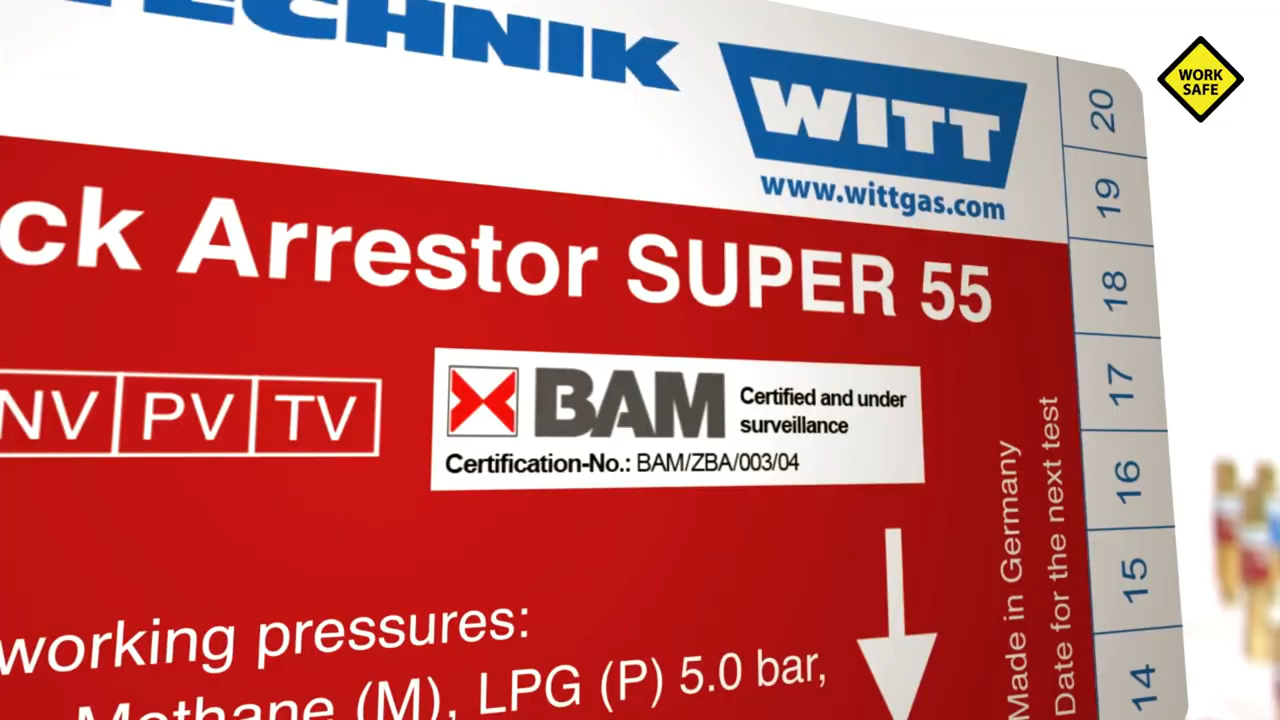 ECHNIK
WITT
www.wittgas.com
WORK
SAFE
ck Arrestor SUPER 55
NV PV TV
BAM
Certified and under
surveillance
Certification-No.: BAM/ZBA/003/04
working pressures:
Methane (M), LPG (P) 5.0 bar,
Made in Germany
Date for the next test
20
19
18
17
16
15
14